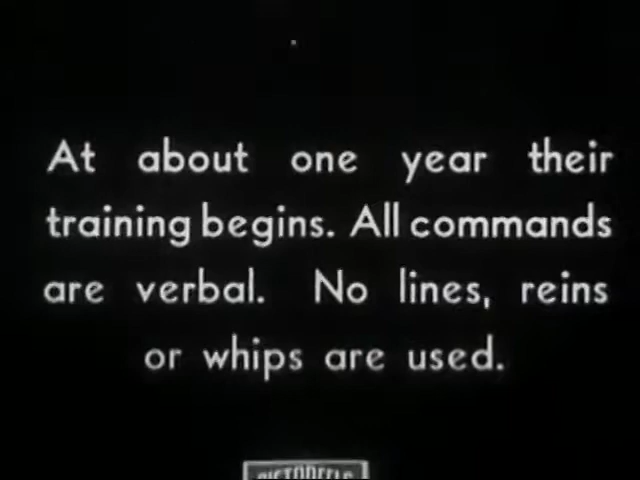 At about one year their
training begins. All commands
are verbal. No lines, reins
or whips are used.